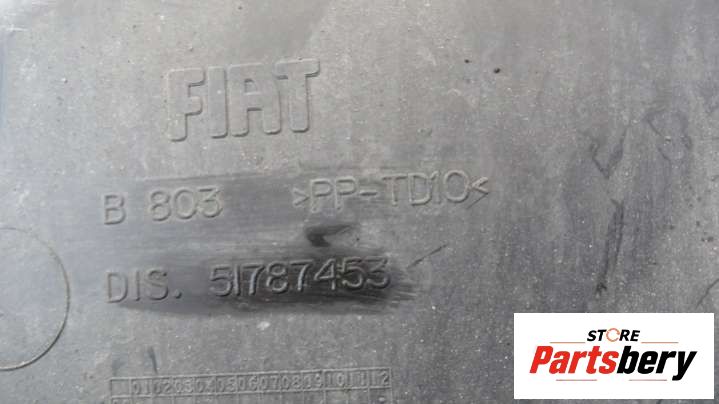 FIAT
B 803 >PP-TD10<
DIS. 51787453
STORE
Partsbery